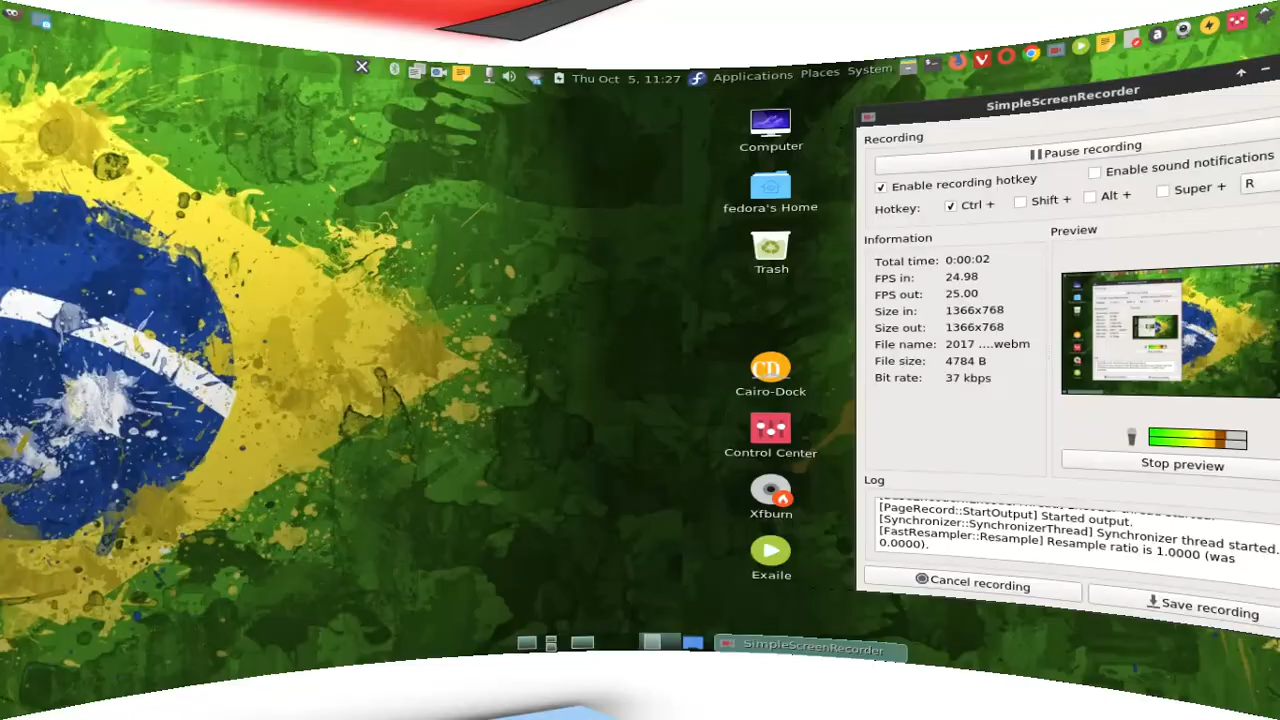 Thu Oct  5, 11:27
Applications Places System
Computer
fedora's Home
Trash
Cairo-Dock
Control Center
Xfburn
Exaile
SimpleScreenRecorder
Recording
Pause recording
Enable recording hotkey
Enable sound notifications
Hotkey: Ctrl + Shift + Alt + Super + R
Information
Total time: 0:00:02
FPS in: 24.98
FPS out: 25.00
Size in: 1366x768
Size out: 1366x768
File name: 2017 ....webm
File size: 4784 B
Bit rate: 37 kbps
Preview
Stop preview
Log
[PageRecord::StartOutput] Started output.
[Synchronizer::SynchronizerThread] Synchronizer thread started.
[FastResampler::Resample] Resample ratio is 1.0000 (was
0.0000).
Cancel recording
Save recording
SimpleScreenRecorder